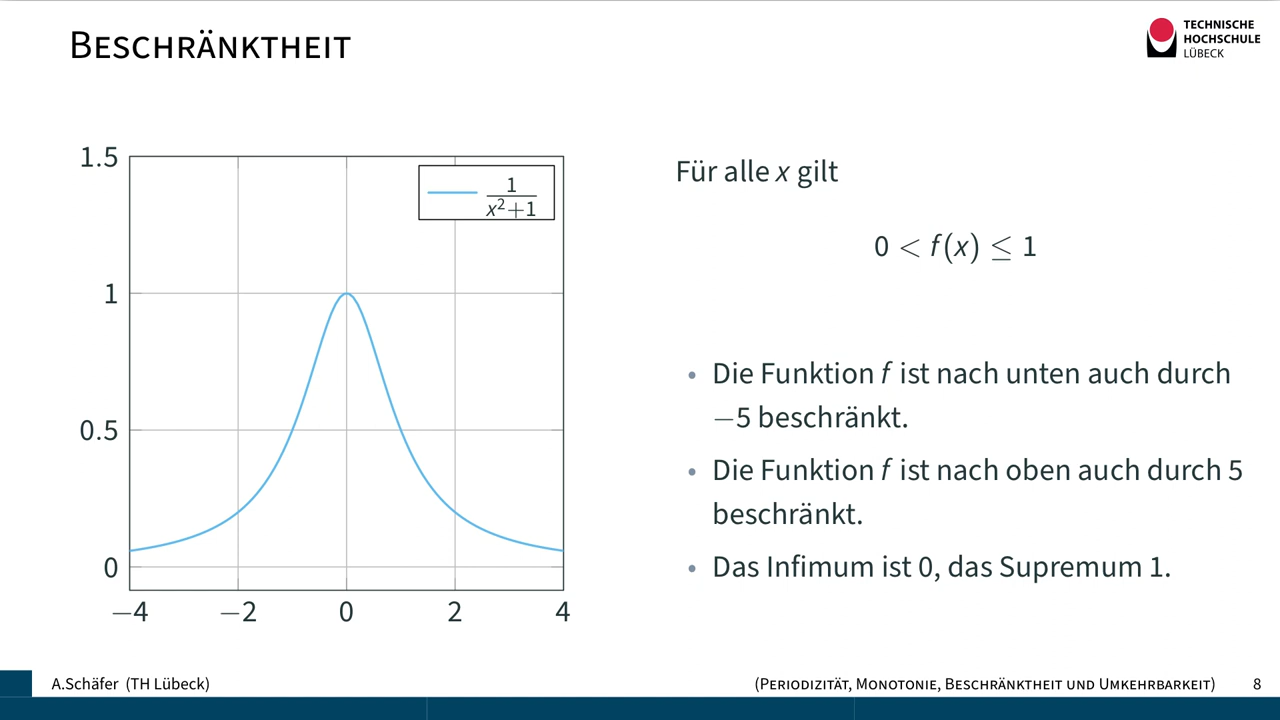 BESCHRÄNKTHEIT
TECHNISCHE
HOCHSCHULE
LÜBECK
1.5
1
0.5
0
−4 −2 0 2 4
1
x²+1
Für alle x gilt
0 < f(x) ≤ 1
• Die Funktion f ist nach unten auch durch
−5 beschränkt.
• Die Funktion f ist nach oben auch durch 5
beschränkt.
• Das Infimum ist 0, das Supremum 1.
A.Schäfer (TH Lübeck) (PERIODIZITÄT, MONOTONIE, BESCHRÄNKTHEIT UND UMKEHRBARKEIT) 8